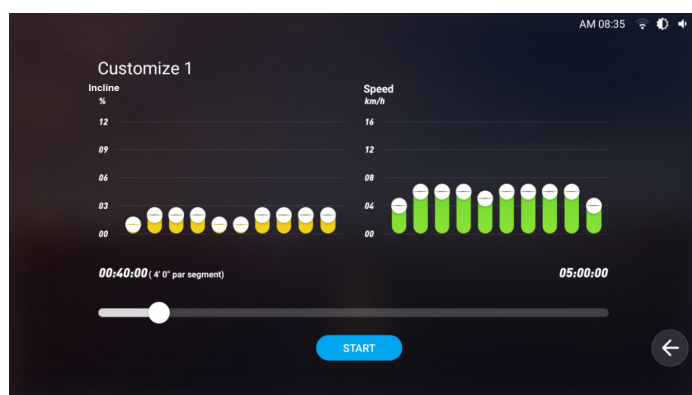 AM 08:35
Customize 1
Incline
%
12
09
06
03
00
Speed
km/h
16
12
08
04
00
00:40:00 ( 4' 0" par segment)
05:00:00
START